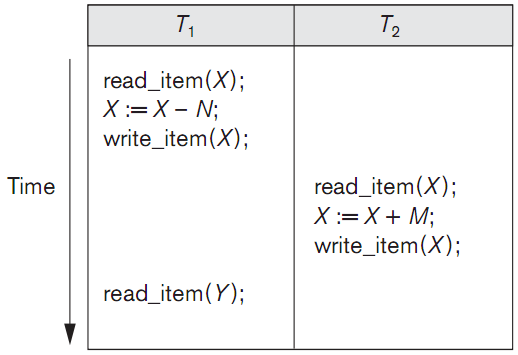 T1 T2
read_item(X);
X := X – N;
write_item(X);
Time
read_item(X);
X := X + M;
write_item(X);
read_item(Y);